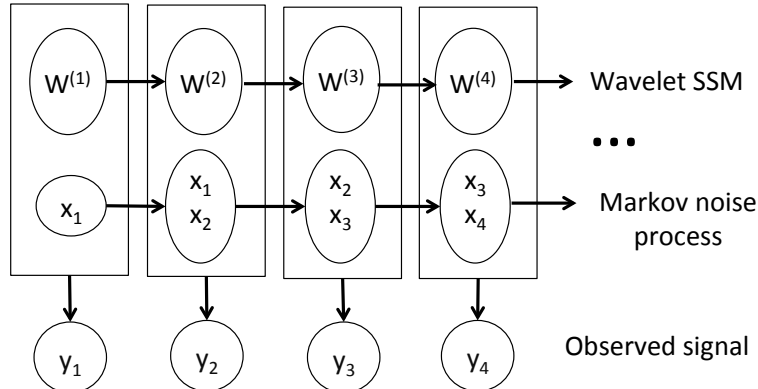 W(1) W(2) W(3) W(4) Wavelet SSM
...
x1 x1 x2 x3 Markov noise
x2 x3 x4 process
y1 y2 y3 y4 Observed signal